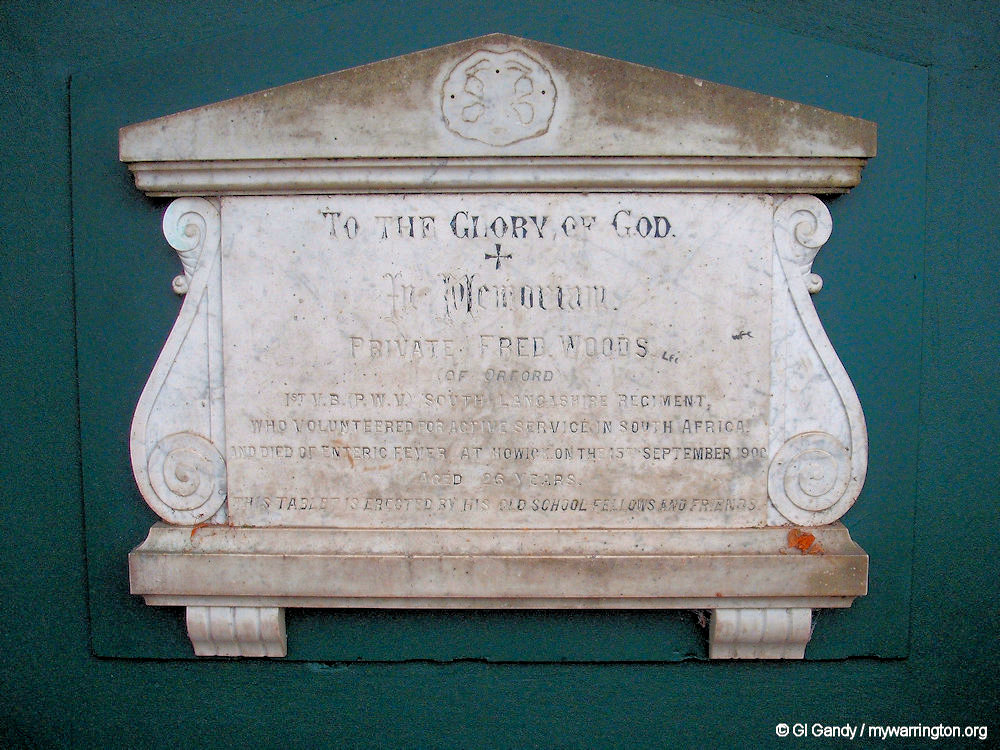 TO THE GLORY OF GOD.
In Memoriam.
PRIVATE FRED. WOODS.
(OF ORFORD)
1ST V.B. (P.W.V.) SOUTH LANCASHIRE REGIMENT,
WHO VOLUNTEERED FOR ACTIVE SERVICE IN SOUTH AFRICA,
AND DIED OF ENTERIC FEVER AT HOWICK, ON THE 15TH SEPTEMBER, 1900
AGED 26 YEARS.
THIS TABLET IS ERECTED BY HIS OLD SCHOOL FELLOWS AND FRIENDS.
© GI Gandy / mywarrington.org